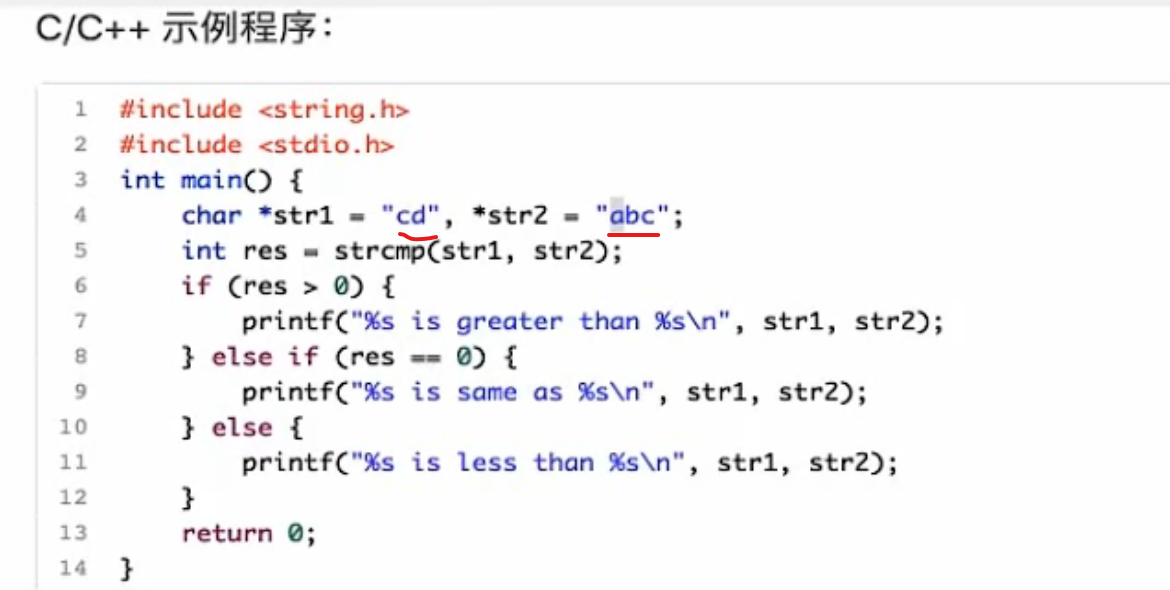 C/C++ 示例程序：
1 #include <string.h>
2 #include <stdio.h>
3 int main() {
4     char *str1 = "cd", *str2 = "abc";
5     int res = strcmp(str1, str2);
6     if (res > 0) {
7         printf("%s is greater than %s\n", str1, str2);
8     } else if (res == 0) {
9         printf("%s is same as %s\n", str1, str2);
10     } else {
11         printf("%s is less than %s\n", str1, str2);
12     }
13     return 0;
14 }